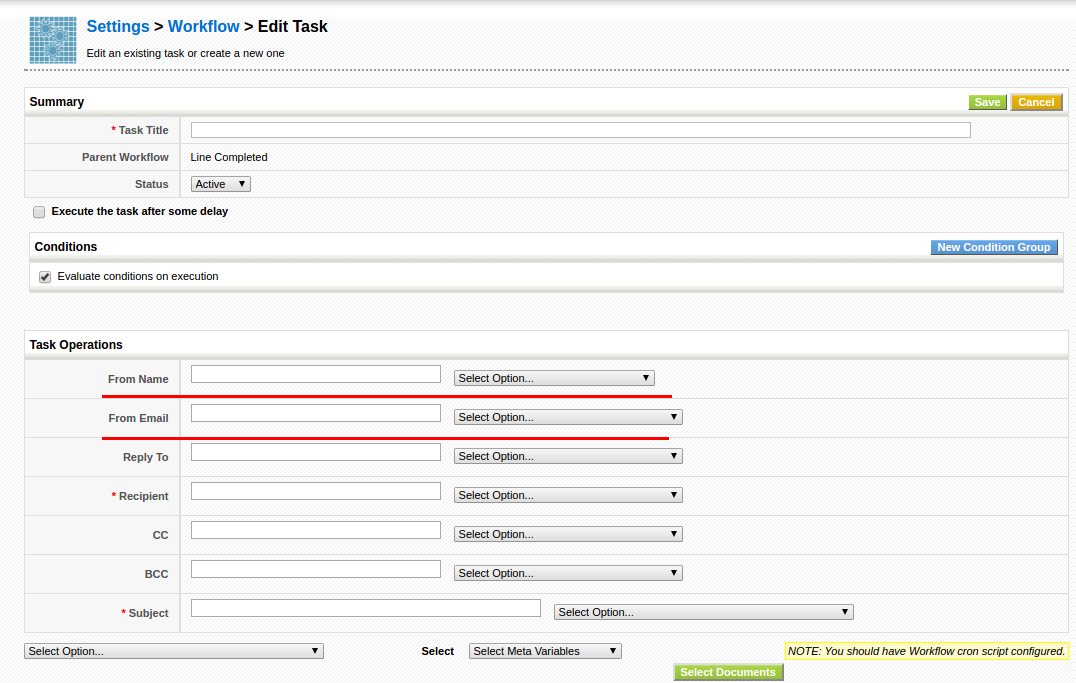 Settings > Workflow > Edit Task
Edit an existing task or create a new one
Summary Save Cancel
* Task Title
Parent Workflow Line Completed
Status Active
Execute the task after some delay
Conditions New Condition Group
Evaluate conditions on execution
Task Operations
From Name Select Option...
From Email Select Option...
Reply To Select Option...
* Recipient Select Option...
CC Select Option...
BCC Select Option...
* Subject Select Option...
Select Option... Select Select Meta Variables NOTE: You should have Workflow cron script configured.
Select Documents